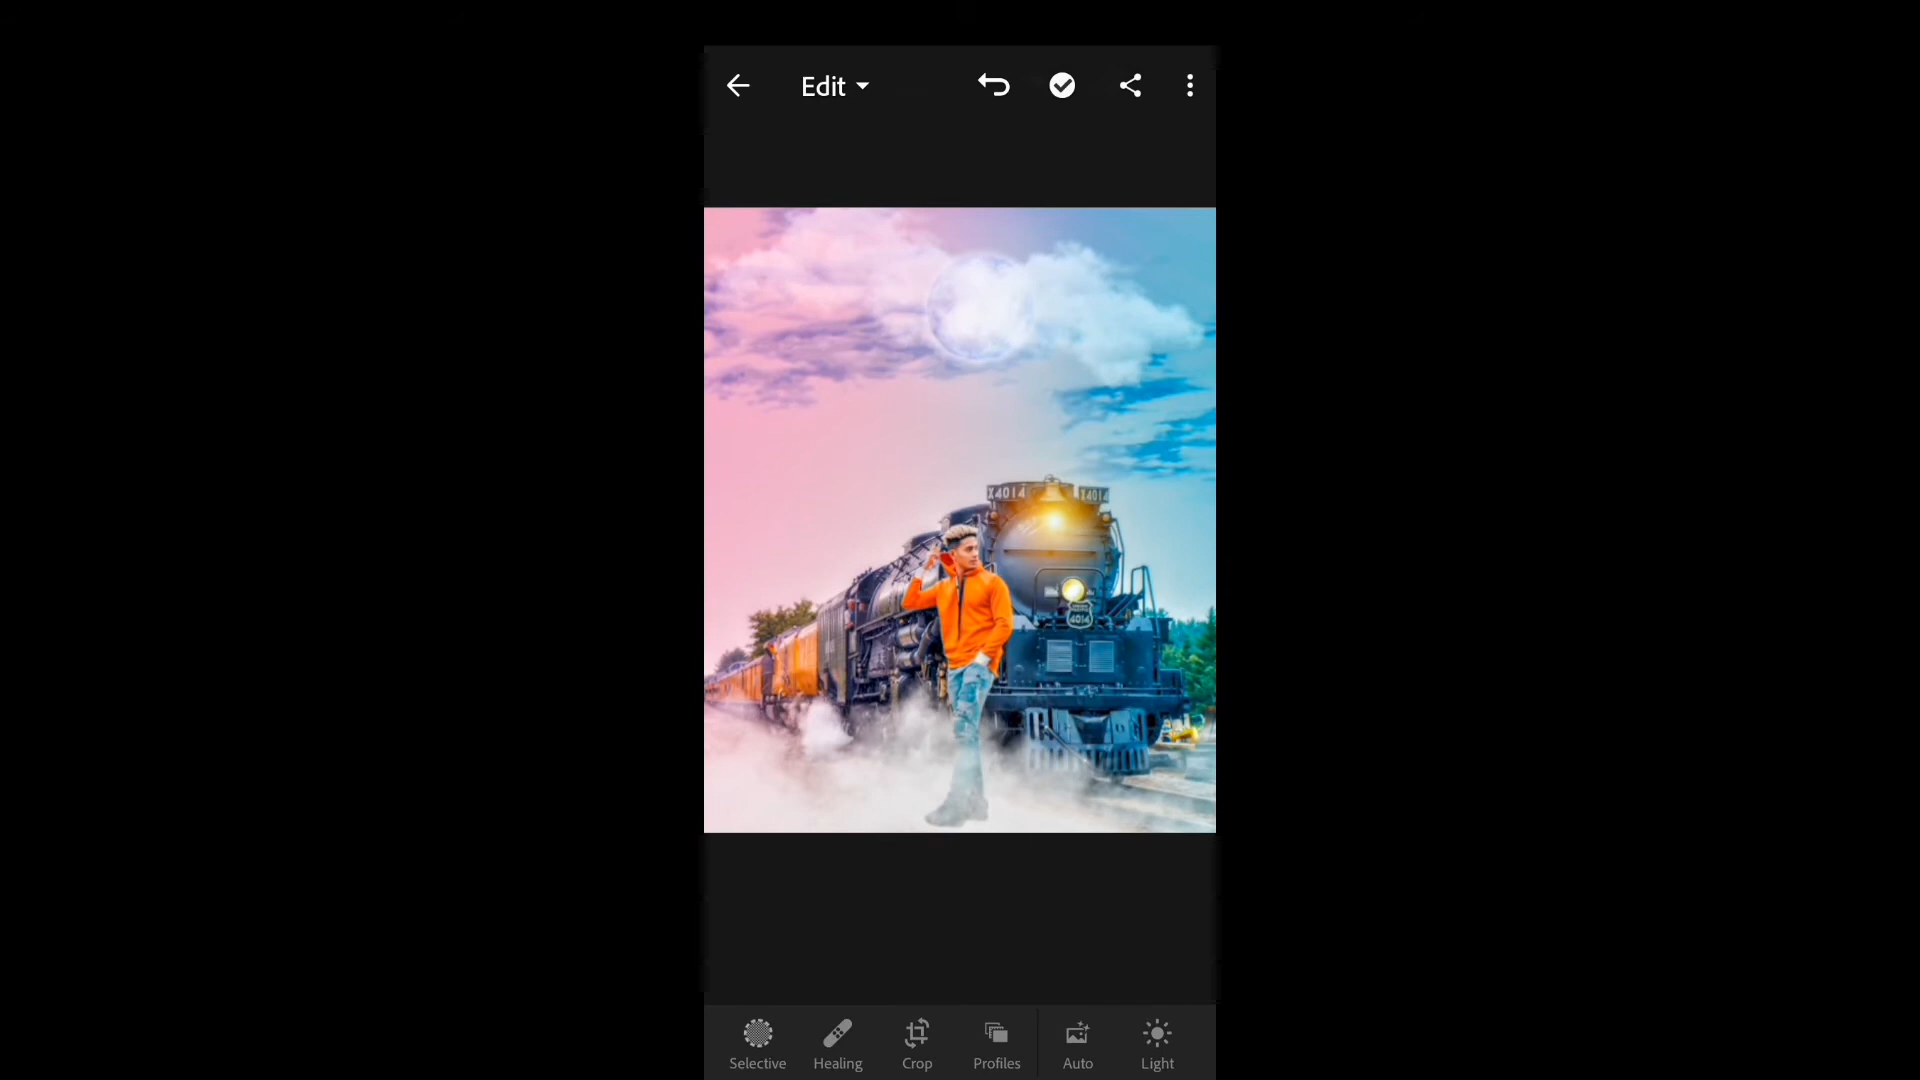 Edit
X4014
X4014
4014
Selective
Healing
Crop
Profiles
Auto
Light